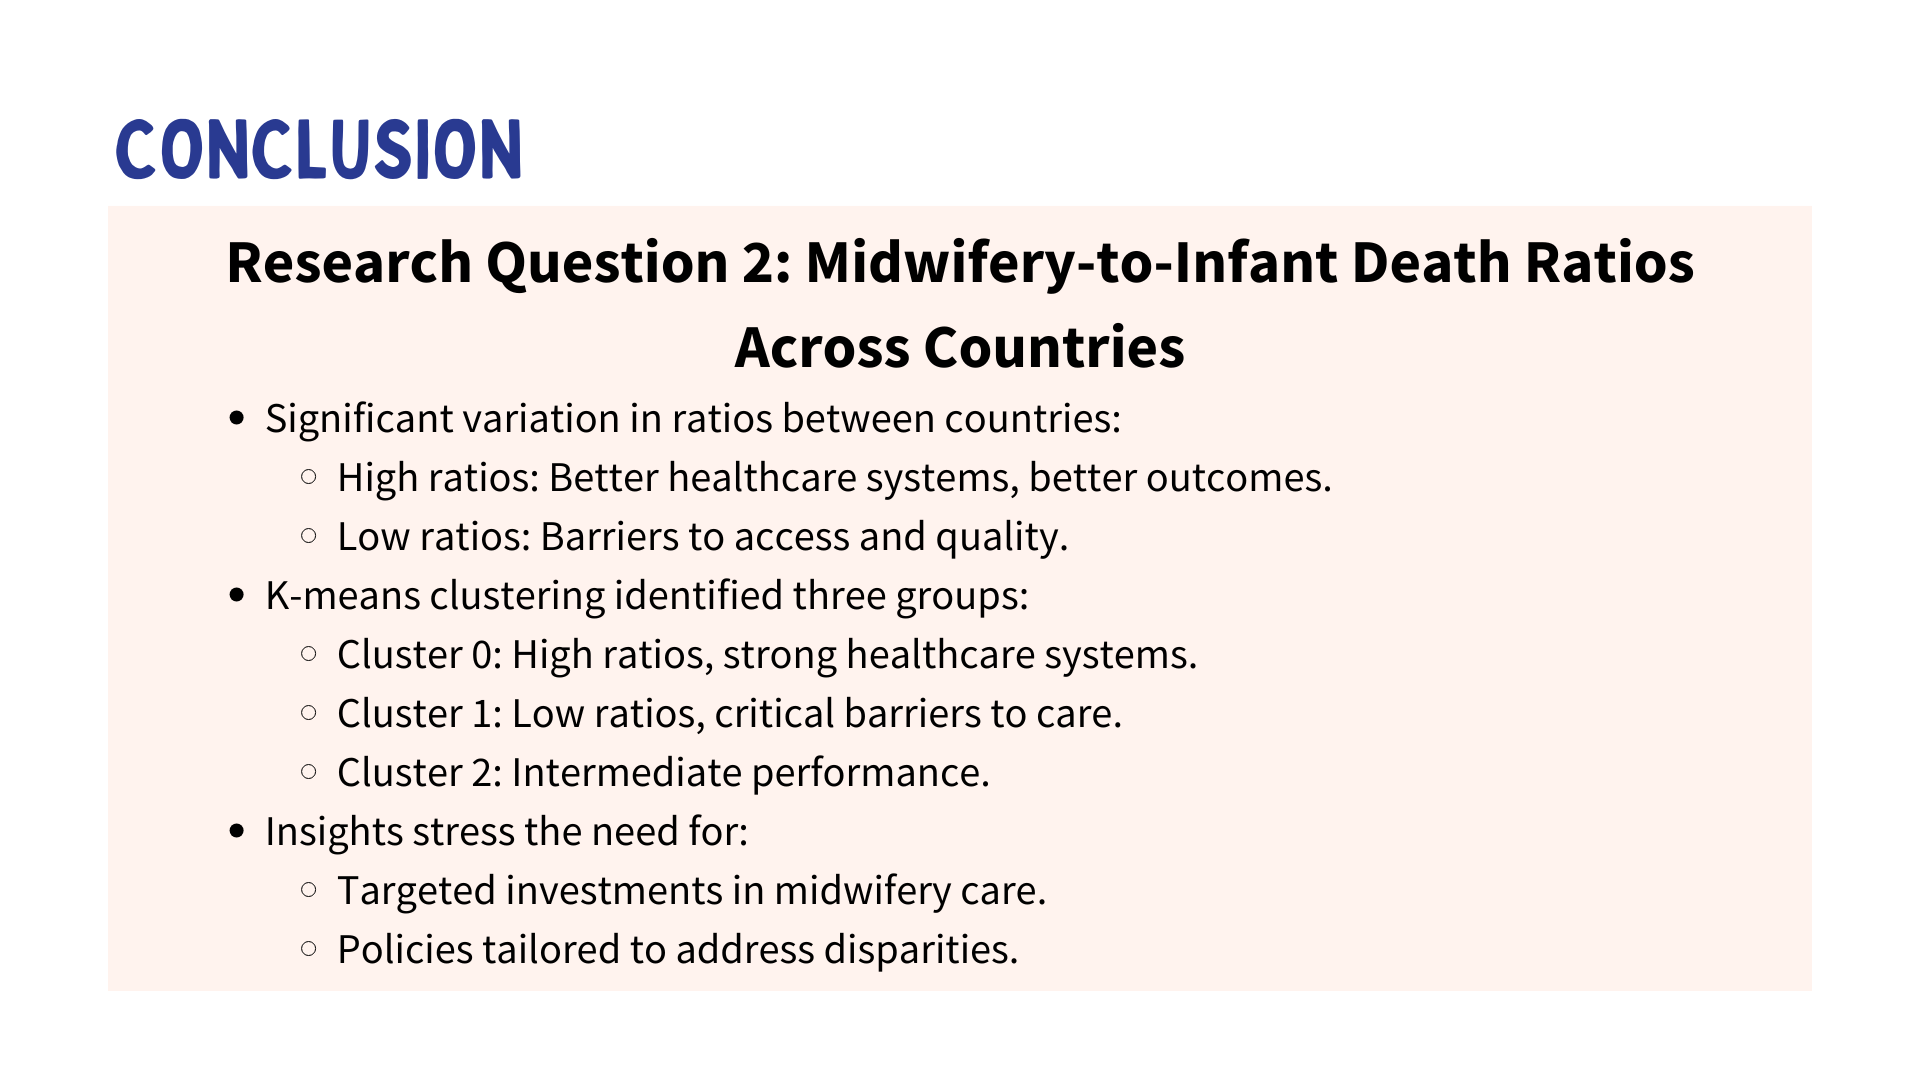 CONCLUSION
Research Question 2: Midwifery-to-Infant Death Ratios
Across Countries
• Significant variation in ratios between countries:
○ High ratios: Better healthcare systems, better outcomes.
○ Low ratios: Barriers to access and quality.
• K-means clustering identified three groups:
○ Cluster 0: High ratios, strong healthcare systems.
○ Cluster 1: Low ratios, critical barriers to care.
○ Cluster 2: Intermediate performance.
• Insights stress the need for:
○ Targeted investments in midwifery care.
○ Policies tailored to address disparities.